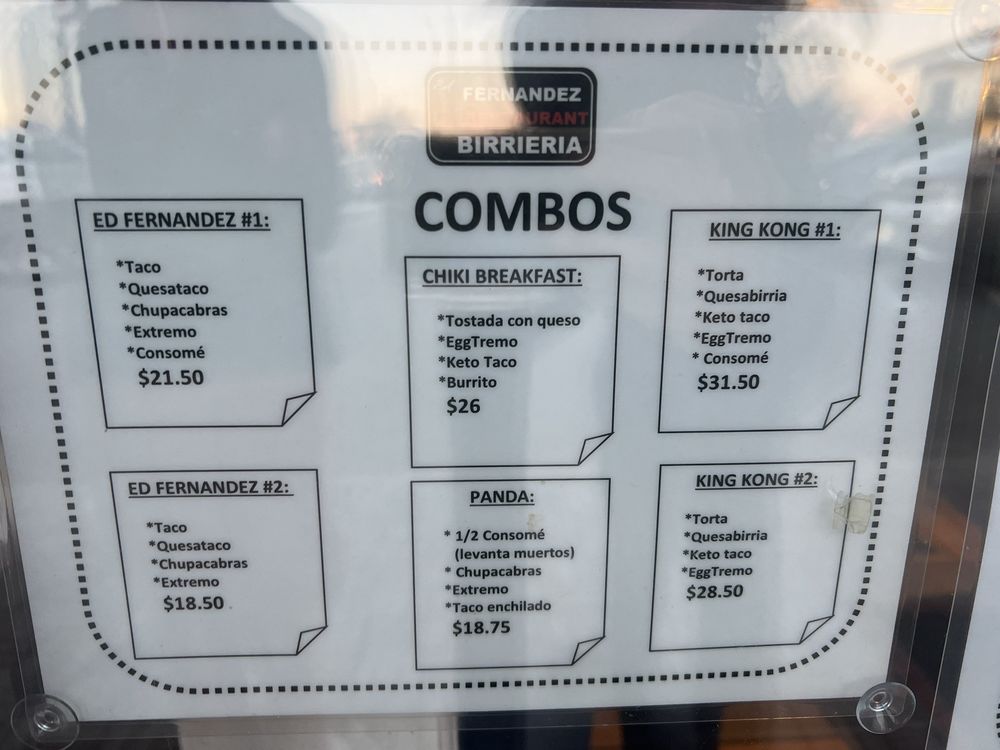 FERNANDEZ
BIRRIERIA
COMBOS
ED FERNANDEZ #1:
*Taco
*Quesataco
*Chupacabras
*Extremo
*Consomé
$21.50
CHIKI BREAKFAST:
*Tostada con queso
*EggTremo
*Keto Taco
*Burrito
$26
KING KONG #1:
*Torta
*Quesabirria
*Keto taco
*EggTremo
* Consomé
$31.50
ED FERNANDEZ #2:
*Taco
*Quesataco
*Chupacabras
*Extremo
$18.50
PANDA:
* 1/2 Consomé
(levanta muertos)
* Chupacabras
*Extremo
*Taco enchilado
$18.75
KING KONG #2:
*Torta
*Quesabirria
*Keto taco
*EggTremo
$28.50